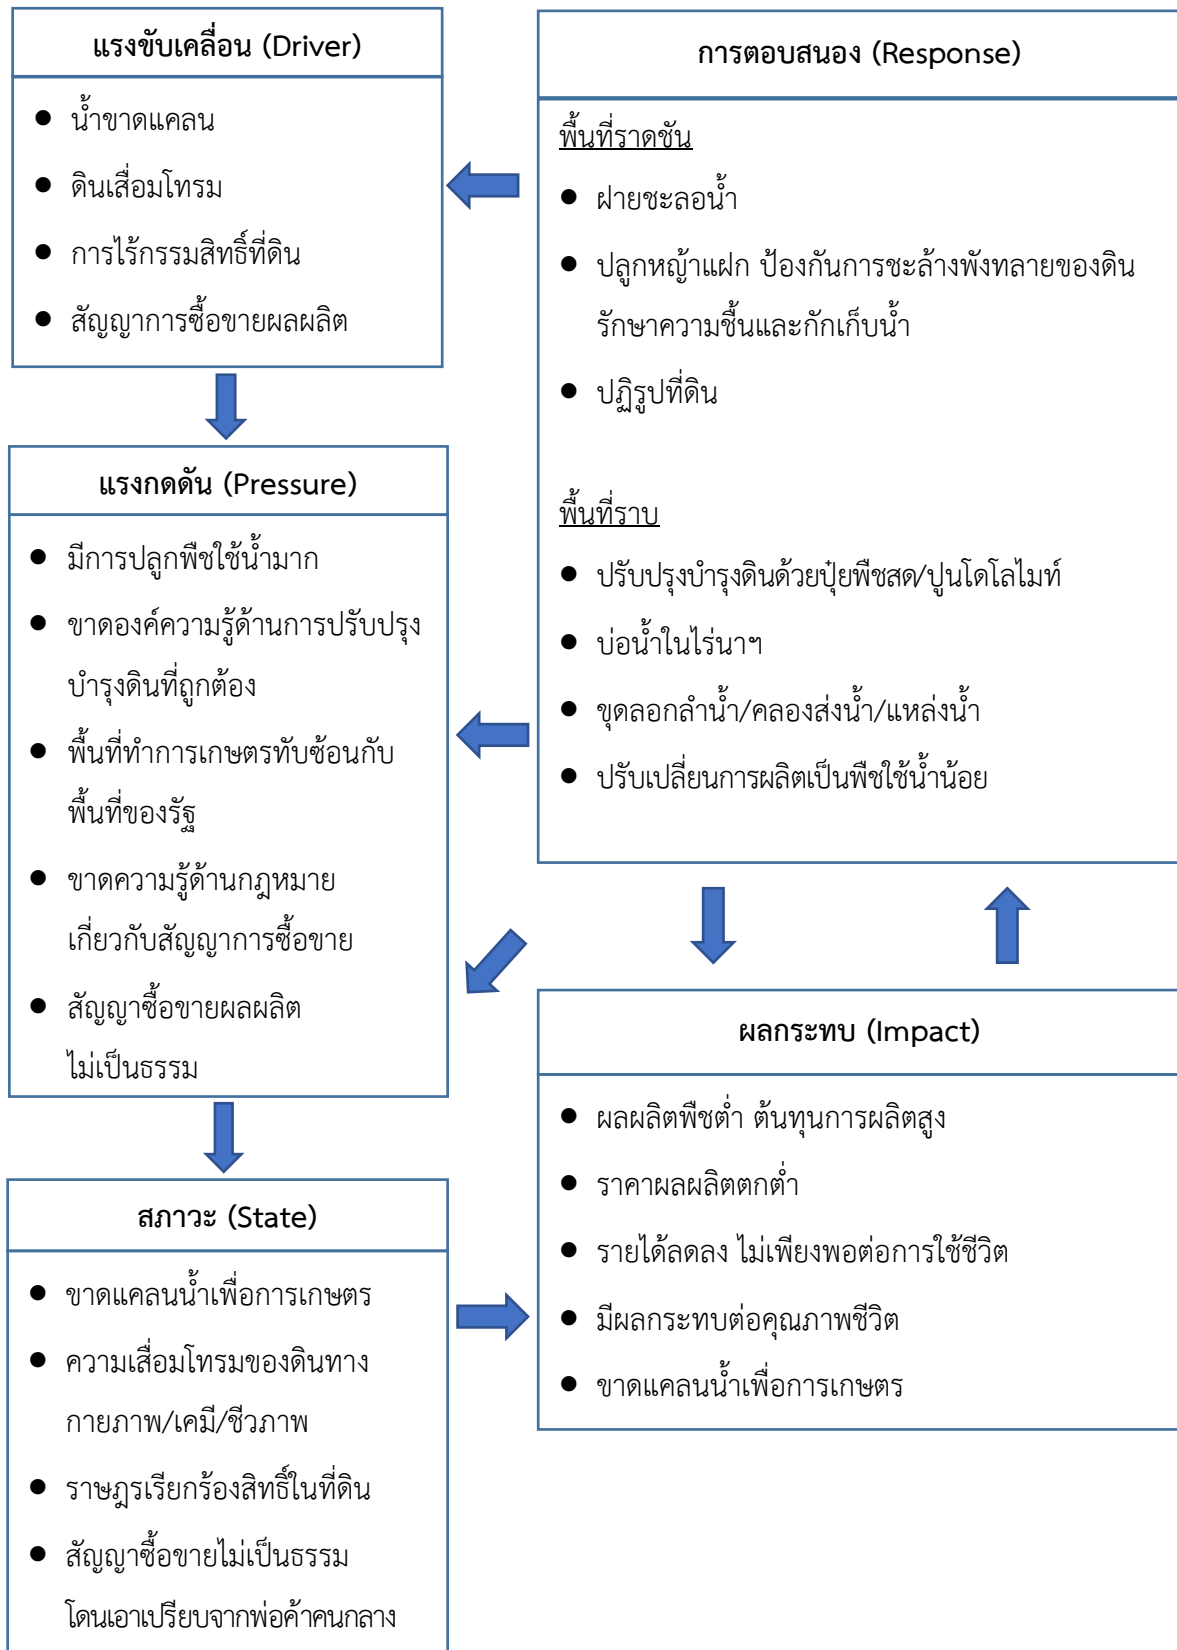 แรงขับเคลื่อน (Driver)
● น้ำขาดแคลน
● ดินเสื่อมโทรม
● การไร้กรรมสิทธิ์ที่ดิน
● สัญญาการซื้อขายผลผลิต
การตอบสนอง (Response)
พื้นที่ราดชัน
● ฝายชะลอน้ำ
● ปลูกหญ้าแฝก ป้องกันการชะล้างพังทลายของดิน
รักษาความชื้นและกักเก็บน้ำ
● ปฏิรูปที่ดิน
พื้นที่ราบ
● ปรับปรุงบำรุงดินด้วยปุ๋ยพืชสด/ปูนโดโลไมท์
● บ่อน้ำในไร่นาฯ
● ขุดลอกลำน้ำ/คลองส่งน้ำ/แหล่งน้ำ
● ปรับเปลี่ยนการผลิตเป็นพืชใช้น้ำน้อย
แรงกดดัน (Pressure)
● มีการปลูกพืชใช้น้ำมาก
● ขาดองค์ความรู้ด้านการปรับปรุง
บำรุงดินที่ถูกต้อง
● พื้นที่ทำการเกษตรทับซ้อนกับ
พื้นที่ของรัฐ
● ขาดความรู้ด้านกฎหมาย
เกี่ยวกับสัญญาการซื้อขาย
● สัญญาซื้อขายผลผลิต
ไม่เป็นธรรม
ผลกระทบ (Impact)
● ผลผลิตพืชต่ำ ต้นทุนการผลิตสูง
● ราคาผลผลิตตกต่ำ
● รายได้ลดลง ไม่เพียงพอต่อการใช้ชีวิต
● มีผลกระทบต่อคุณภาพชีวิต
● ขาดแคลนน้ำเพื่อการเกษตร
สภาวะ (State)
● ขาดแคลนน้ำเพื่อการเกษตร
● ความเสื่อมโทรมของดินทาง
กายภาพ/เคมี/ชีวภาพ
● ราษฎรเรียกร้องสิทธิ์ในที่ดิน
● สัญญาซื้อขายไม่เป็นธรรม
โดนเอาเปรียบจากพ่อค้าคนกลาง